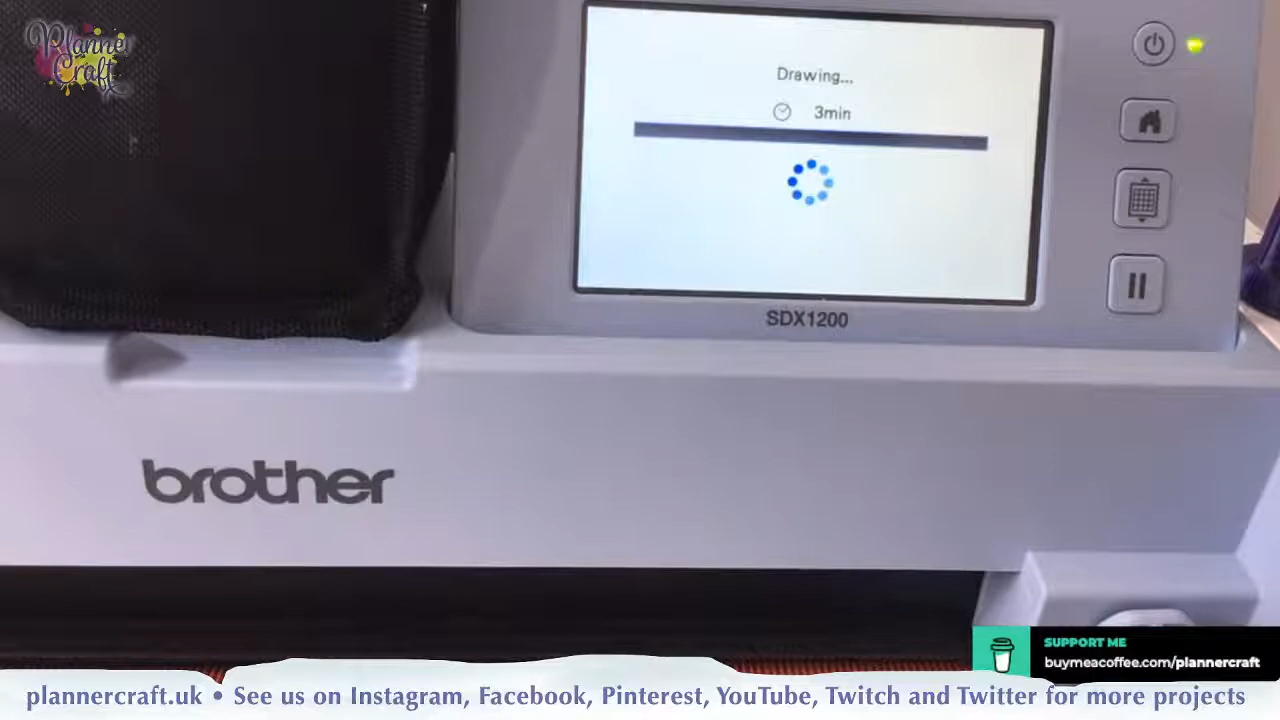 Planner
Craft
Drawing...
3min
SDX1200
brother
SUPPORT ME
buymeacoffee.com/plannercraft
plannercraft.uk • See us on Instagram, Facebook, Pinterest, YouTube, Twitch and Twitter for more projects